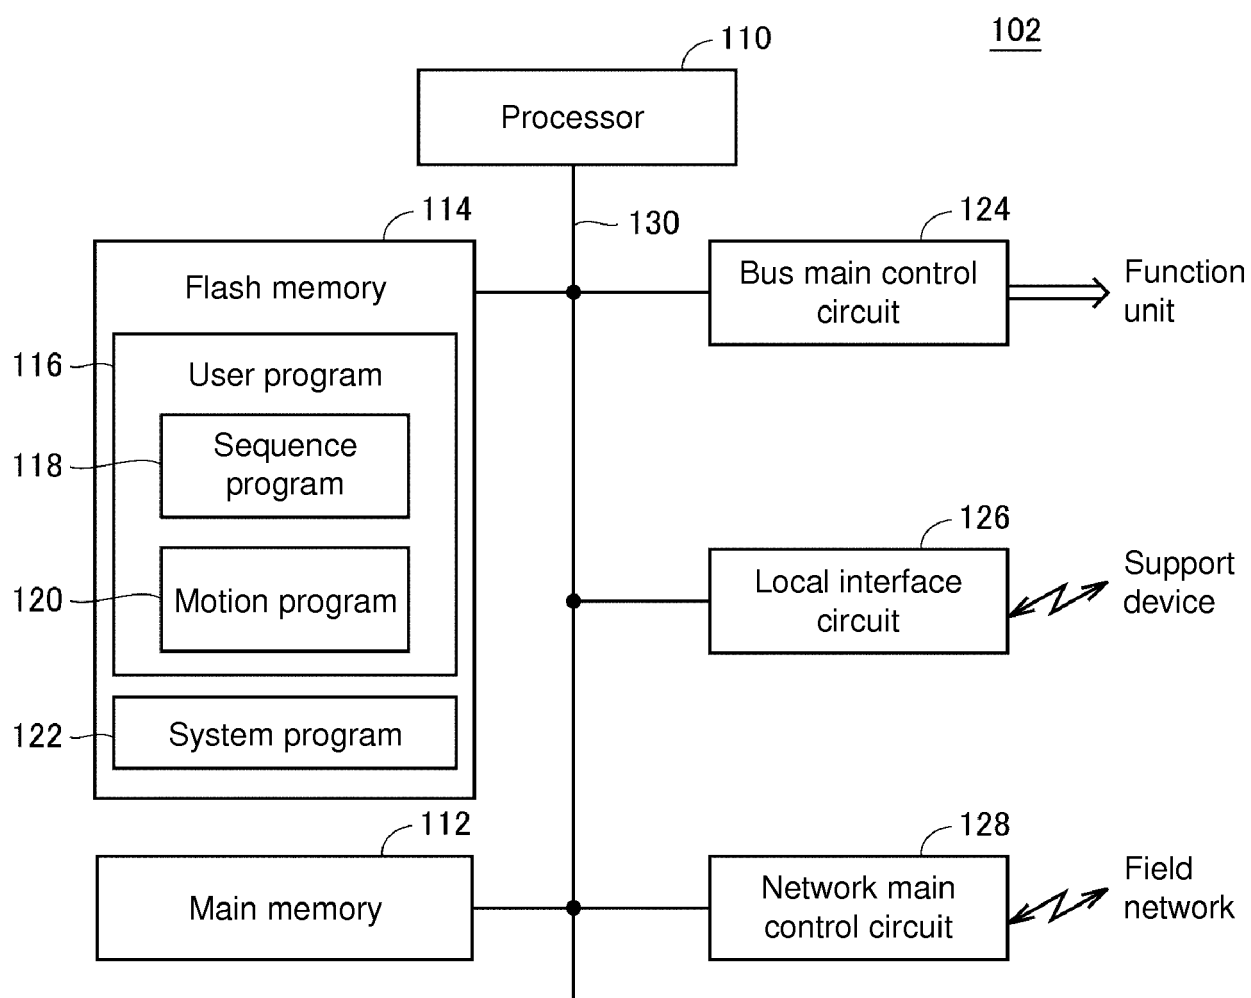 102
110
Processor
114
130
124
Flash memory
Bus main control
circuit
Function
unit
116
User program
118
Sequence
program
126
120
Motion program
Local interface
circuit
Support
device
122
System program
112
128
Main memory
Network main
control circuit
Field
network